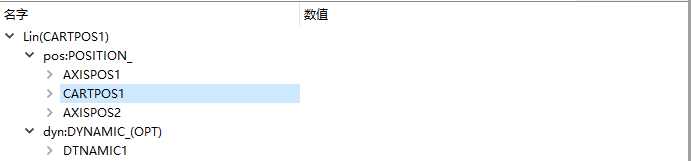 名字 数值
Lin(CARTPOS1)
pos:POSITION_
AXISPOS1
CARTPOS1
AXISPOS2
dyn:DYNAMIC_(OPT)
DTNAMIC1